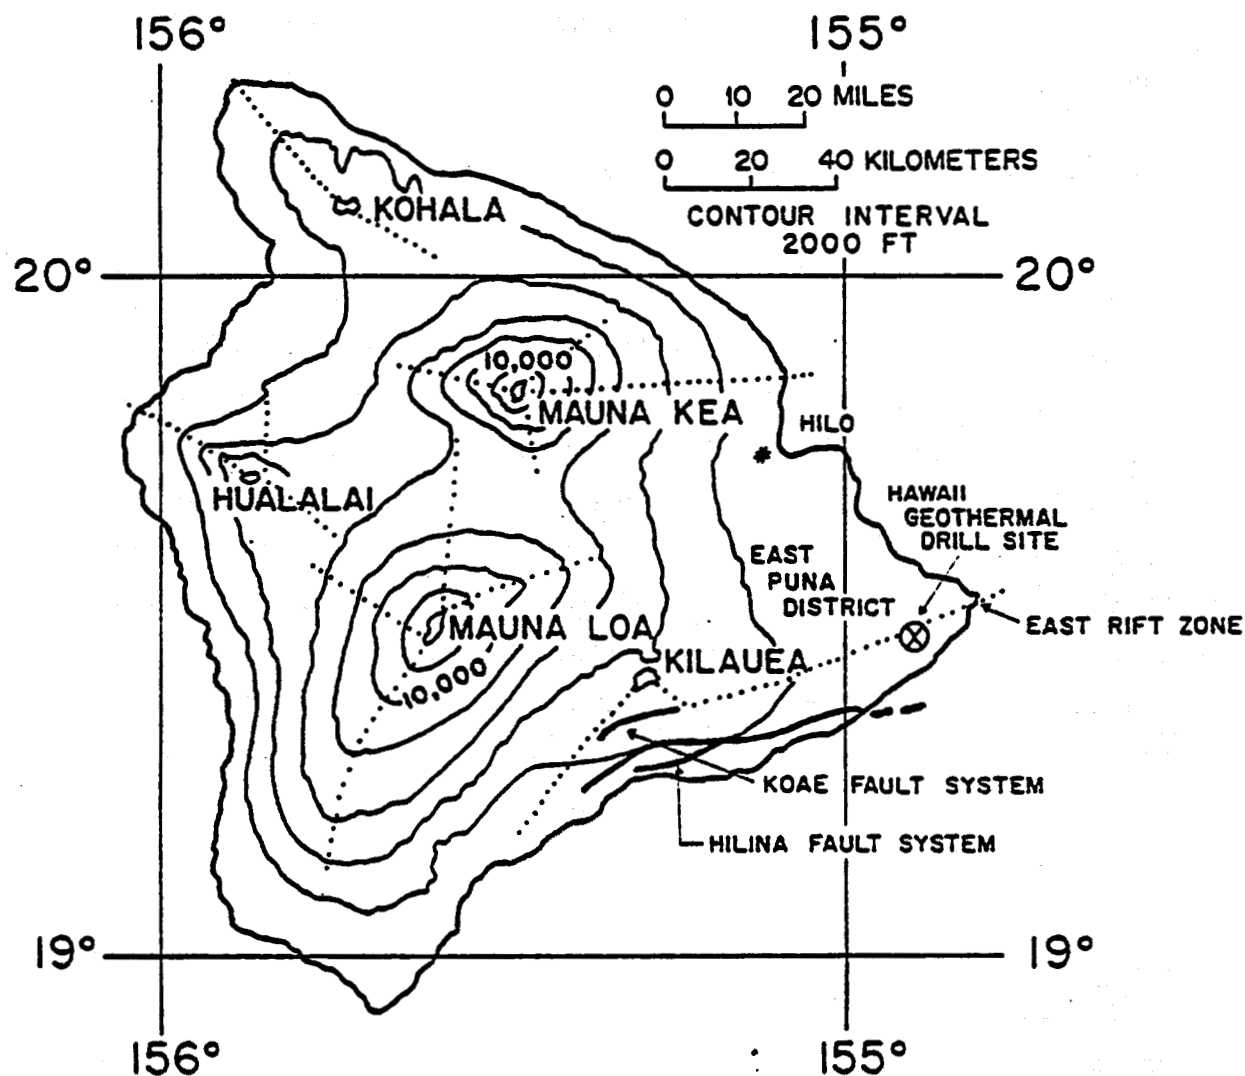 156° 155°
0 10 20 MILES
0 20 40 KILOMETERS
CONTOUR INTERVAL
2000 FT
KOHALA
20° 20°
10,000
MAUNA KEA
HILO
HUALALAI
HAWAII
GEOTHERMAL
DRILL SITE
EAST
PUNA
DISTRICT
MAUNA LOA
EAST RIFT ZONE
KILAUEA
10,000
KOAE FAULT SYSTEM
HILINA FAULT SYSTEM
19° 19°
156° 155°